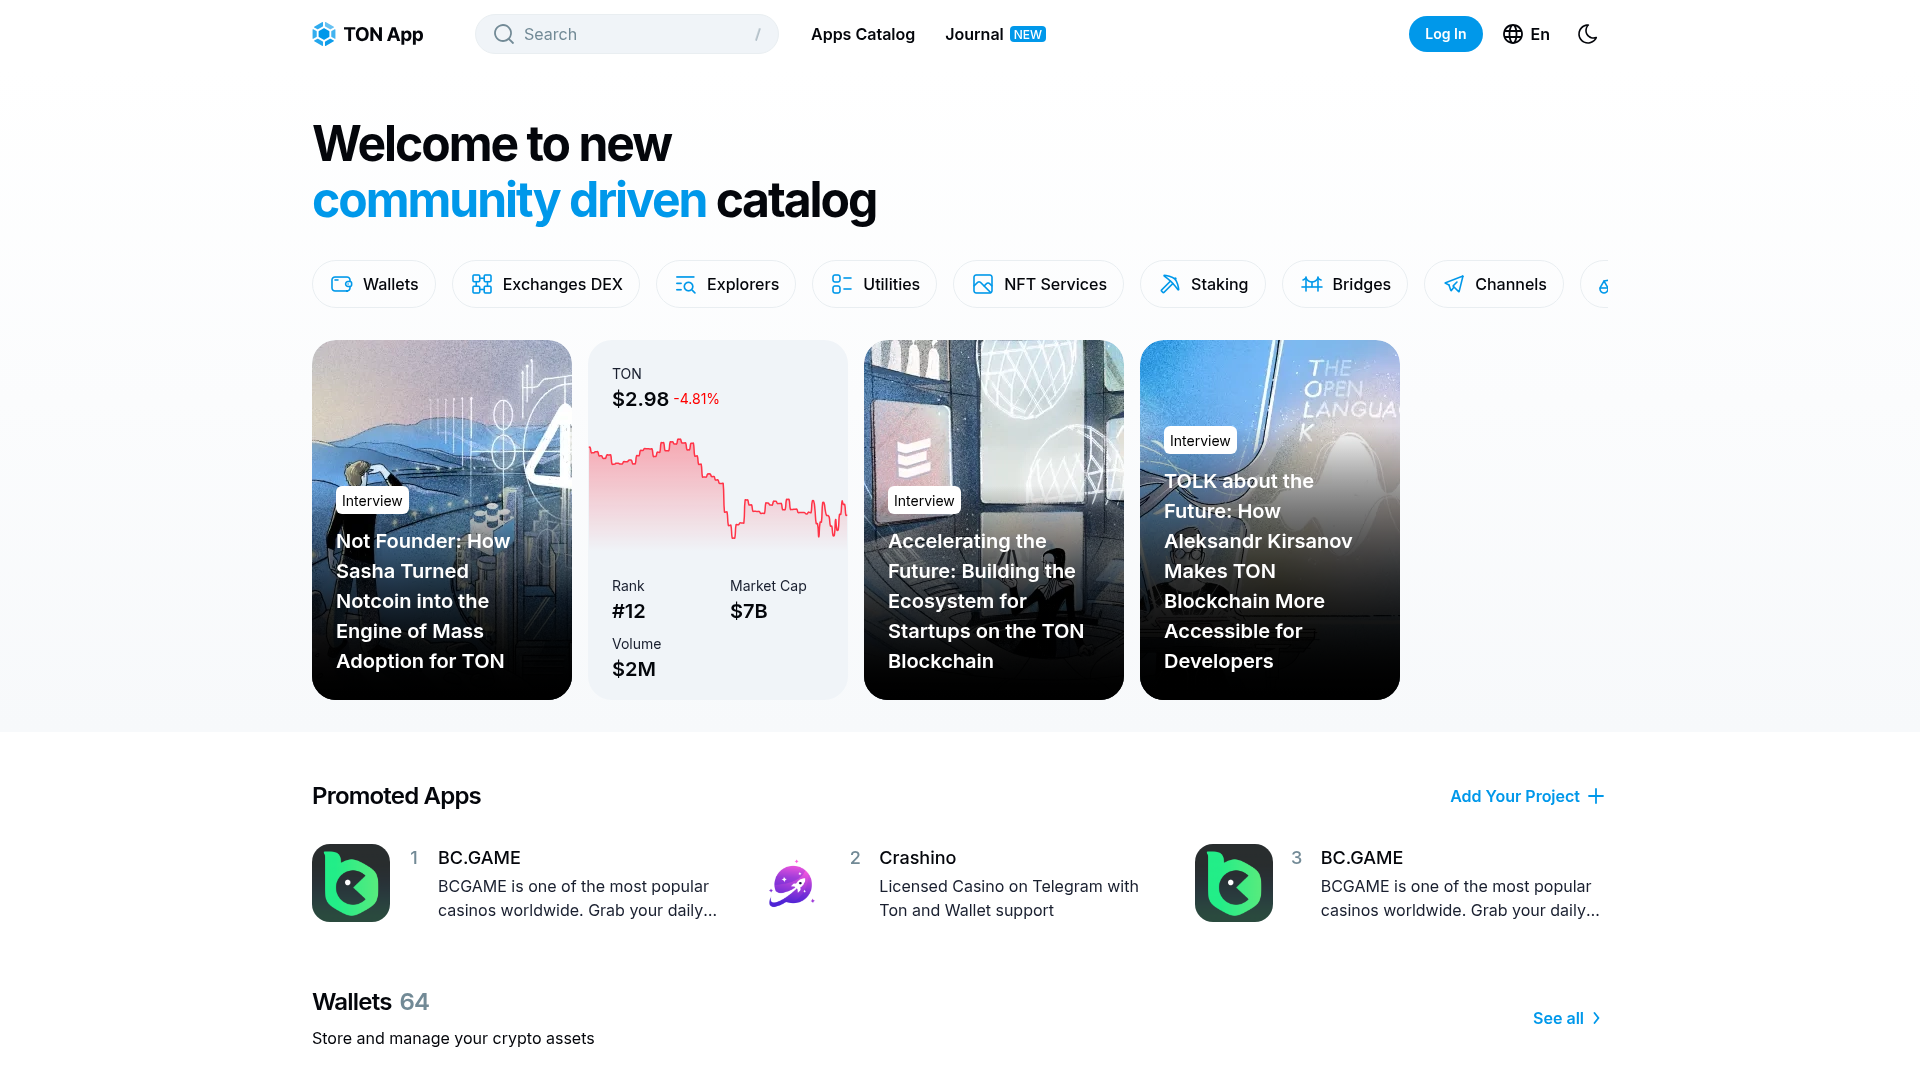 TON App
Search /
Apps Catalog
Journal NEW
Log In
En
Welcome to new
community driven catalog
Wallets
Exchanges DEX
Explorers
Utilities
NFT Services
Staking
Bridges
Channels
Interview
Not Founder: How
Sasha Turned
Notcoin into the
Engine of Mass
Adoption for TON
TON
$2.98 -4.81%
Rank
#12
Market Cap
$7B
Volume
$2M
Interview
Accelerating the
Future: Building the
Ecosystem for
Startups on the TON
Blockchain
THE
OPEN
LANGUAG
K
Interview
TOLK about the
Future: How
Aleksandr Kirsanov
Makes TON
Blockchain More
Accessible for
Developers
Promoted Apps
Add Your Project
1 BC.GAME
BCGAME is one of the most popular
casinos worldwide. Grab your daily...
2 Crashino
Licensed Casino on Telegram with
Ton and Wallet support
3 BC.GAME
BCGAME is one of the most popular
casinos worldwide. Grab your daily...
Wallets 64
Store and manage your crypto assets
See all